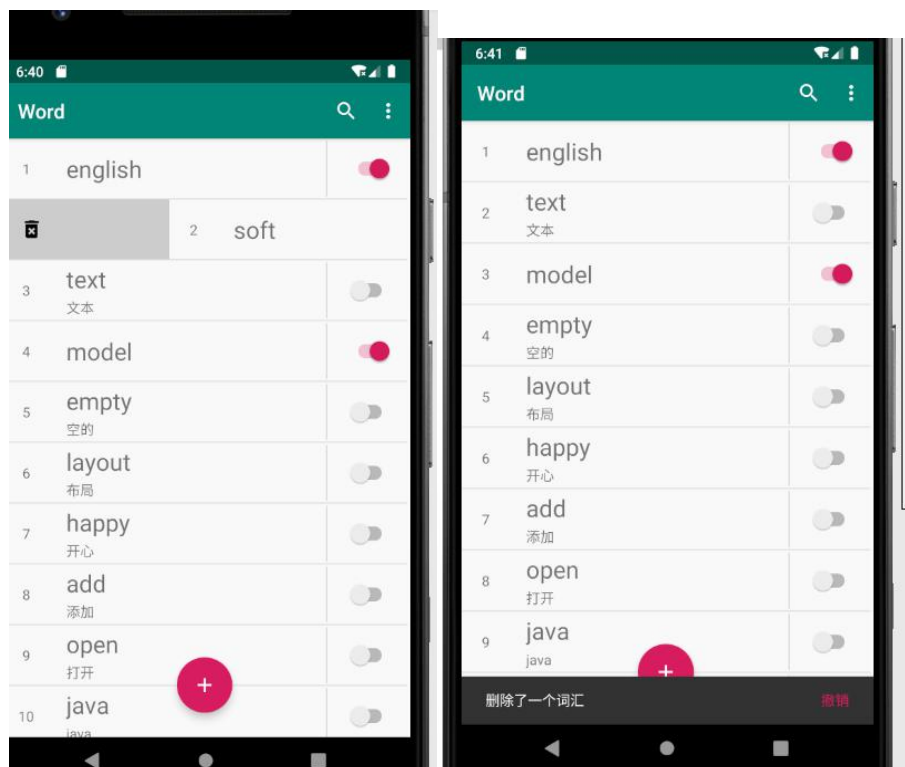 6:40
Word
1 english
2 soft
3 text
文本
4 model
5 empty
空的
6 layout
布局
7 happy
开心
8 add
添加
9 open
打开
10 java
java
6:41
Word
1 english
2 text
文本
3 model
4 empty
空的
5 layout
布局
6 happy
开心
7 add
添加
8 open
打开
9 java
java
删除了一个词汇 撤销